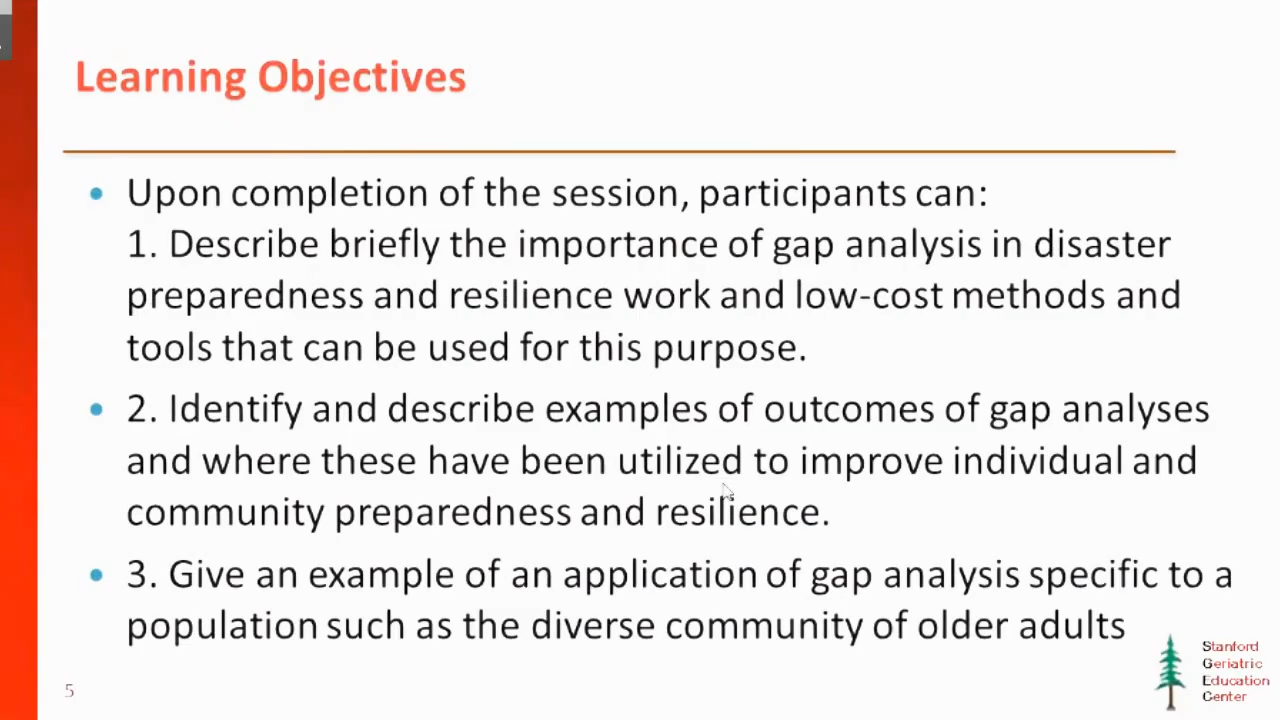 Learning Objectives
• Upon completion of the session, participants can:
1. Describe briefly the importance of gap analysis in disaster
preparedness and resilience work and low-cost methods and
tools that can be used for this purpose.
• 2. Identify and describe examples of outcomes of gap analyses
and where these have been utilized to improve individual and
community preparedness and resilience.
• 3. Give an example of an application of gap analysis specific to a
population such as the diverse community of older adults
5
Stanford
Geriatric
Education
Center